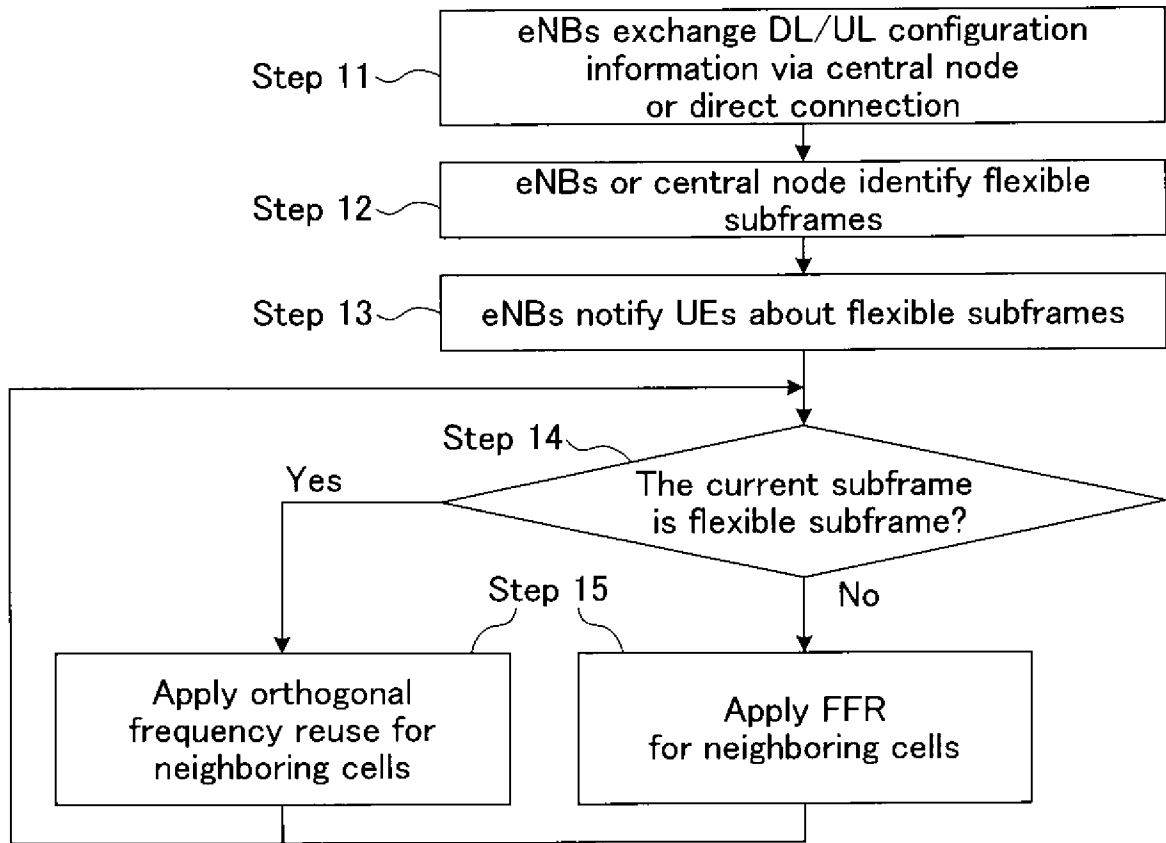 Step 11
eNBs exchange DL/UL configuration
information via central node
or direct connection
Step 12
eNBs or central node identify flexible
subframes
Step 13
eNBs notify UEs about flexible subframes
Step 14
The current subframe
is flexible subframe?
Yes
No
Step 15
Apply orthogonal
frequency reuse for
neighboring cells
Apply FFR
for neighboring cells